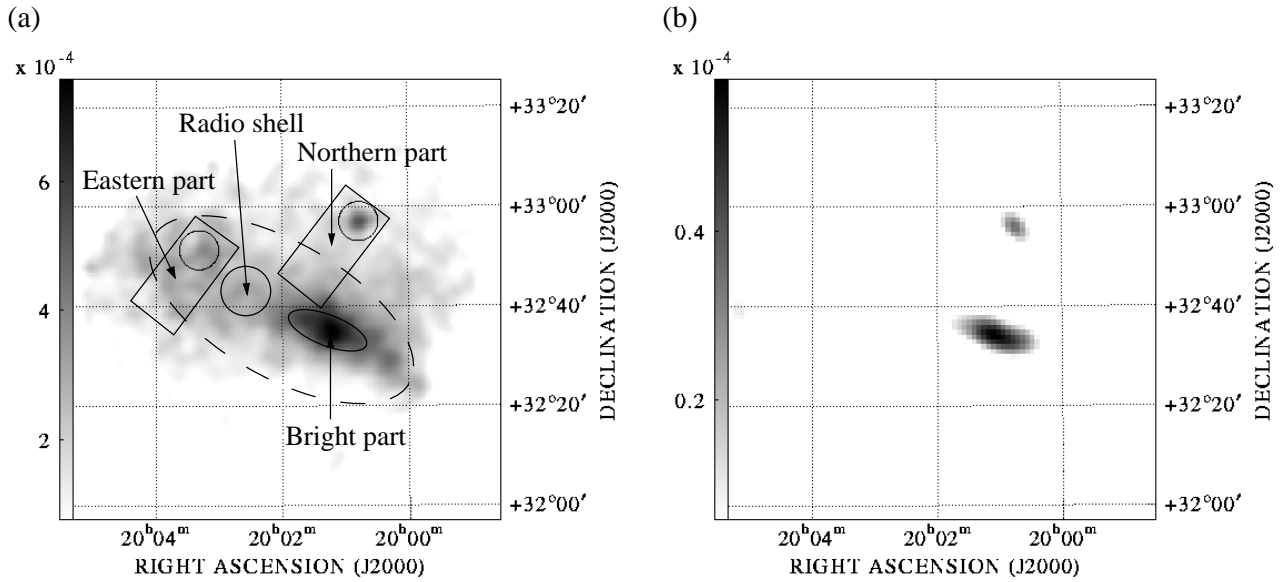 (a)
x 10⁻⁴
6
4
2
Radio shell
Northern part
Eastern part
Bright part
+33°20′
+33°00′
+32°40′
+32°20′
+32°00′
DECLINATION (J2000)
20ʰ04ᵐ 20ʰ02ᵐ 20ʰ00ᵐ
RIGHT ASCENSION (J2000)
(b)
x 10⁻⁴
0.4
0.2
+33°20′
+33°00′
+32°40′
+32°20′
+32°00′
DECLINATION (J2000)
20ʰ04ᵐ 20ʰ02ᵐ 20ʰ00ᵐ
RIGHT ASCENSION (J2000)